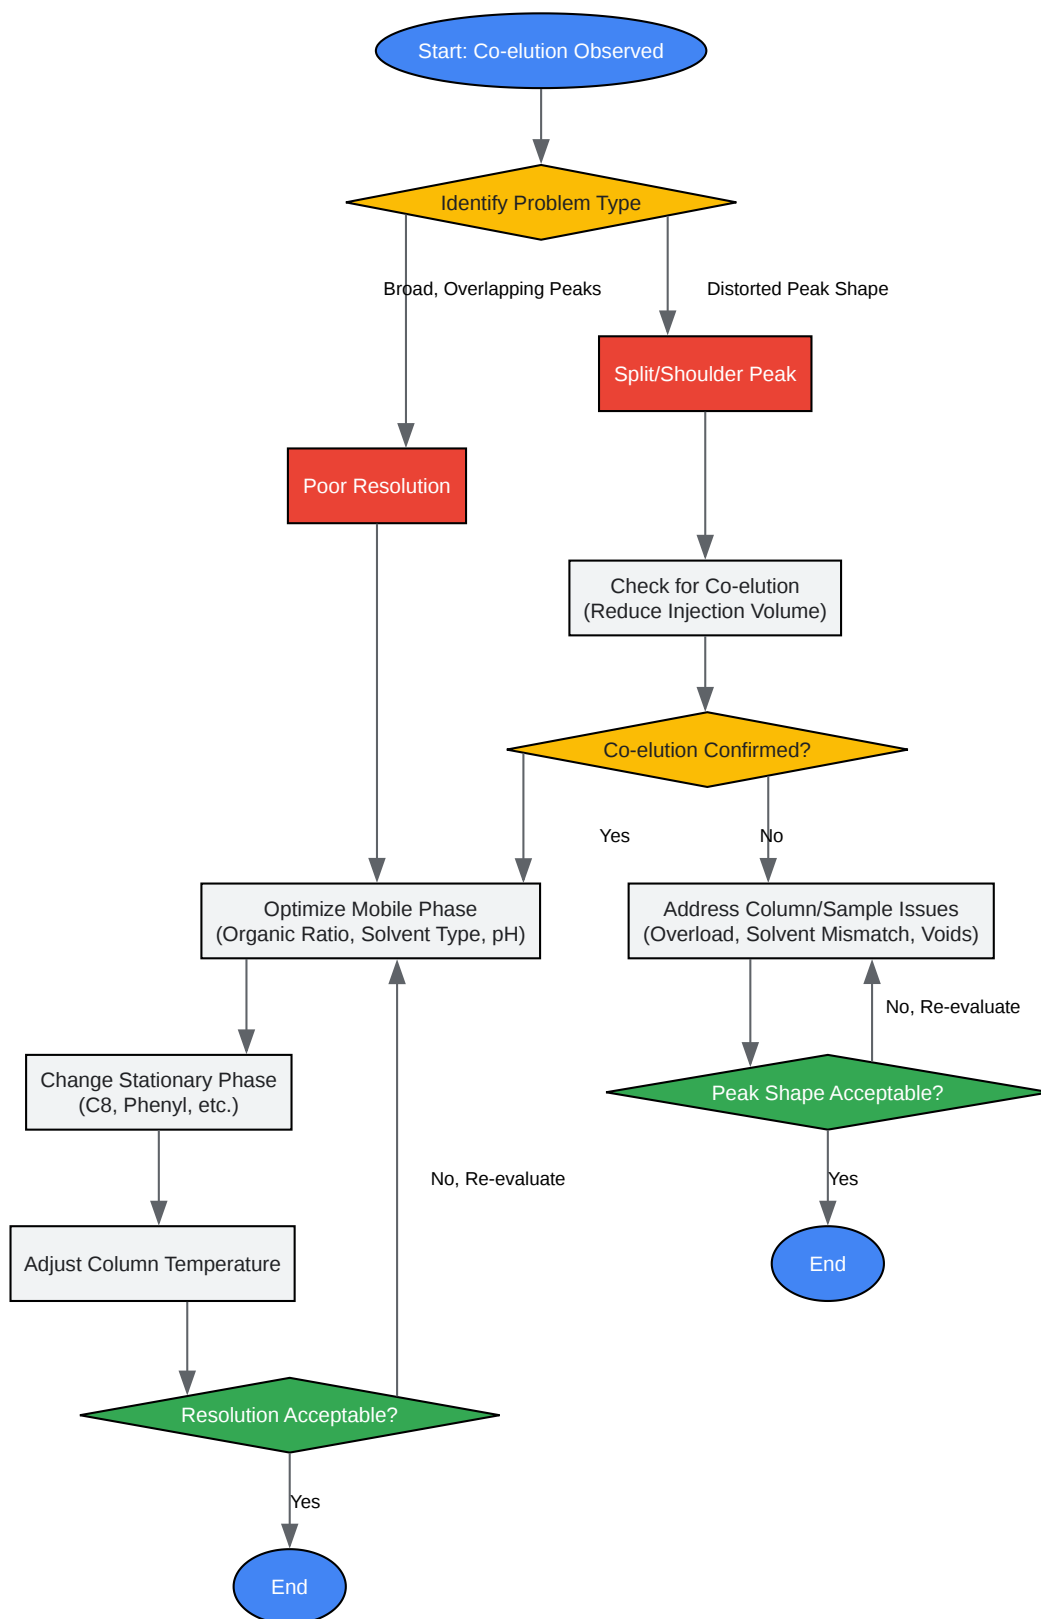 Start: Co-elution Observed
Identify Problem Type
Broad, Overlapping Peaks
Distorted Peak Shape
Split/Shoulder Peak
Poor Resolution
Check for Co-elution
(Reduce Injection Volume)
Co-elution Confirmed?
Yes
No
Optimize Mobile Phase
(Organic Ratio, Solvent Type, pH)
Address Column/Sample Issues
(Overload, Solvent Mismatch, Voids)
No, Re-evaluate
Change Stationary Phase
(C8, Phenyl, etc.)
Peak Shape Acceptable?
No, Re-evaluate
Yes
Adjust Column Temperature
End
Resolution Acceptable?
Yes
End